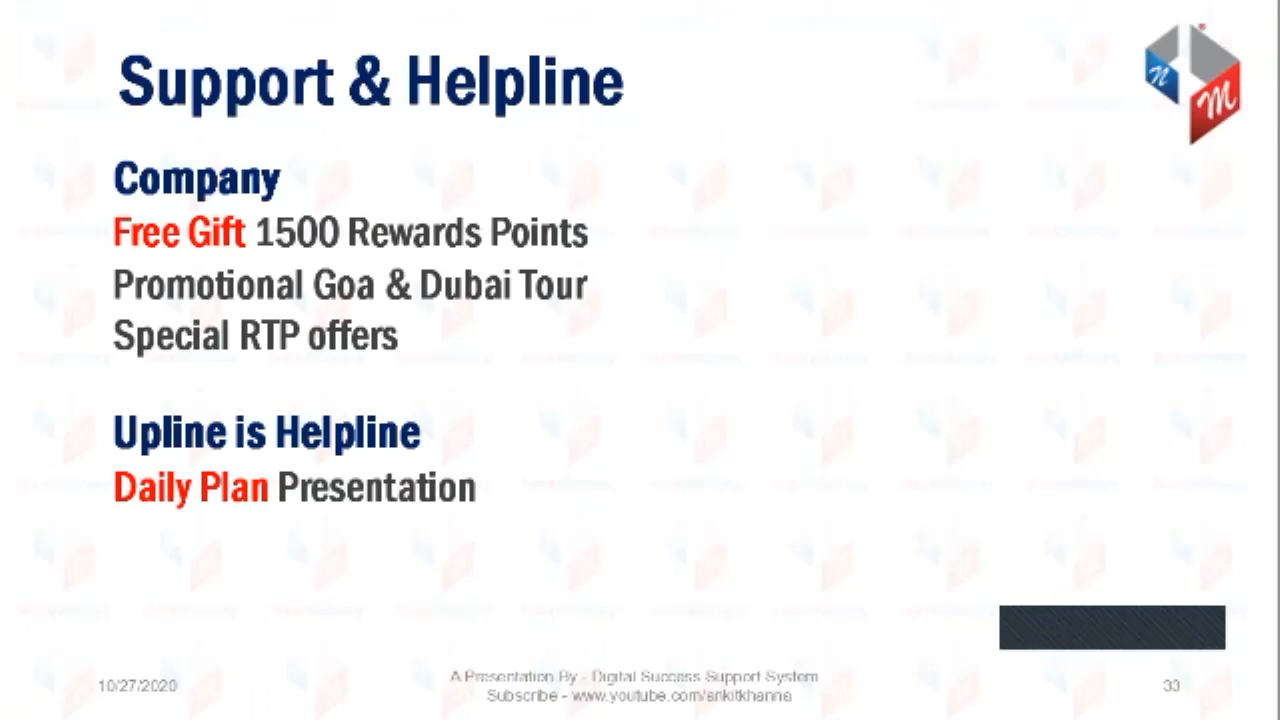 Support & Helpline
Company
Free Gift 1500 Rewards Points
Promotional Goa & Dubai Tour
Special RTP offers
Upline is Helpline
Daily Plan Presentation
10/27/2020
A Presentation By - Digital Success Support System
Subscribe - www.youtube.com/ankitkhanna
33
n
M